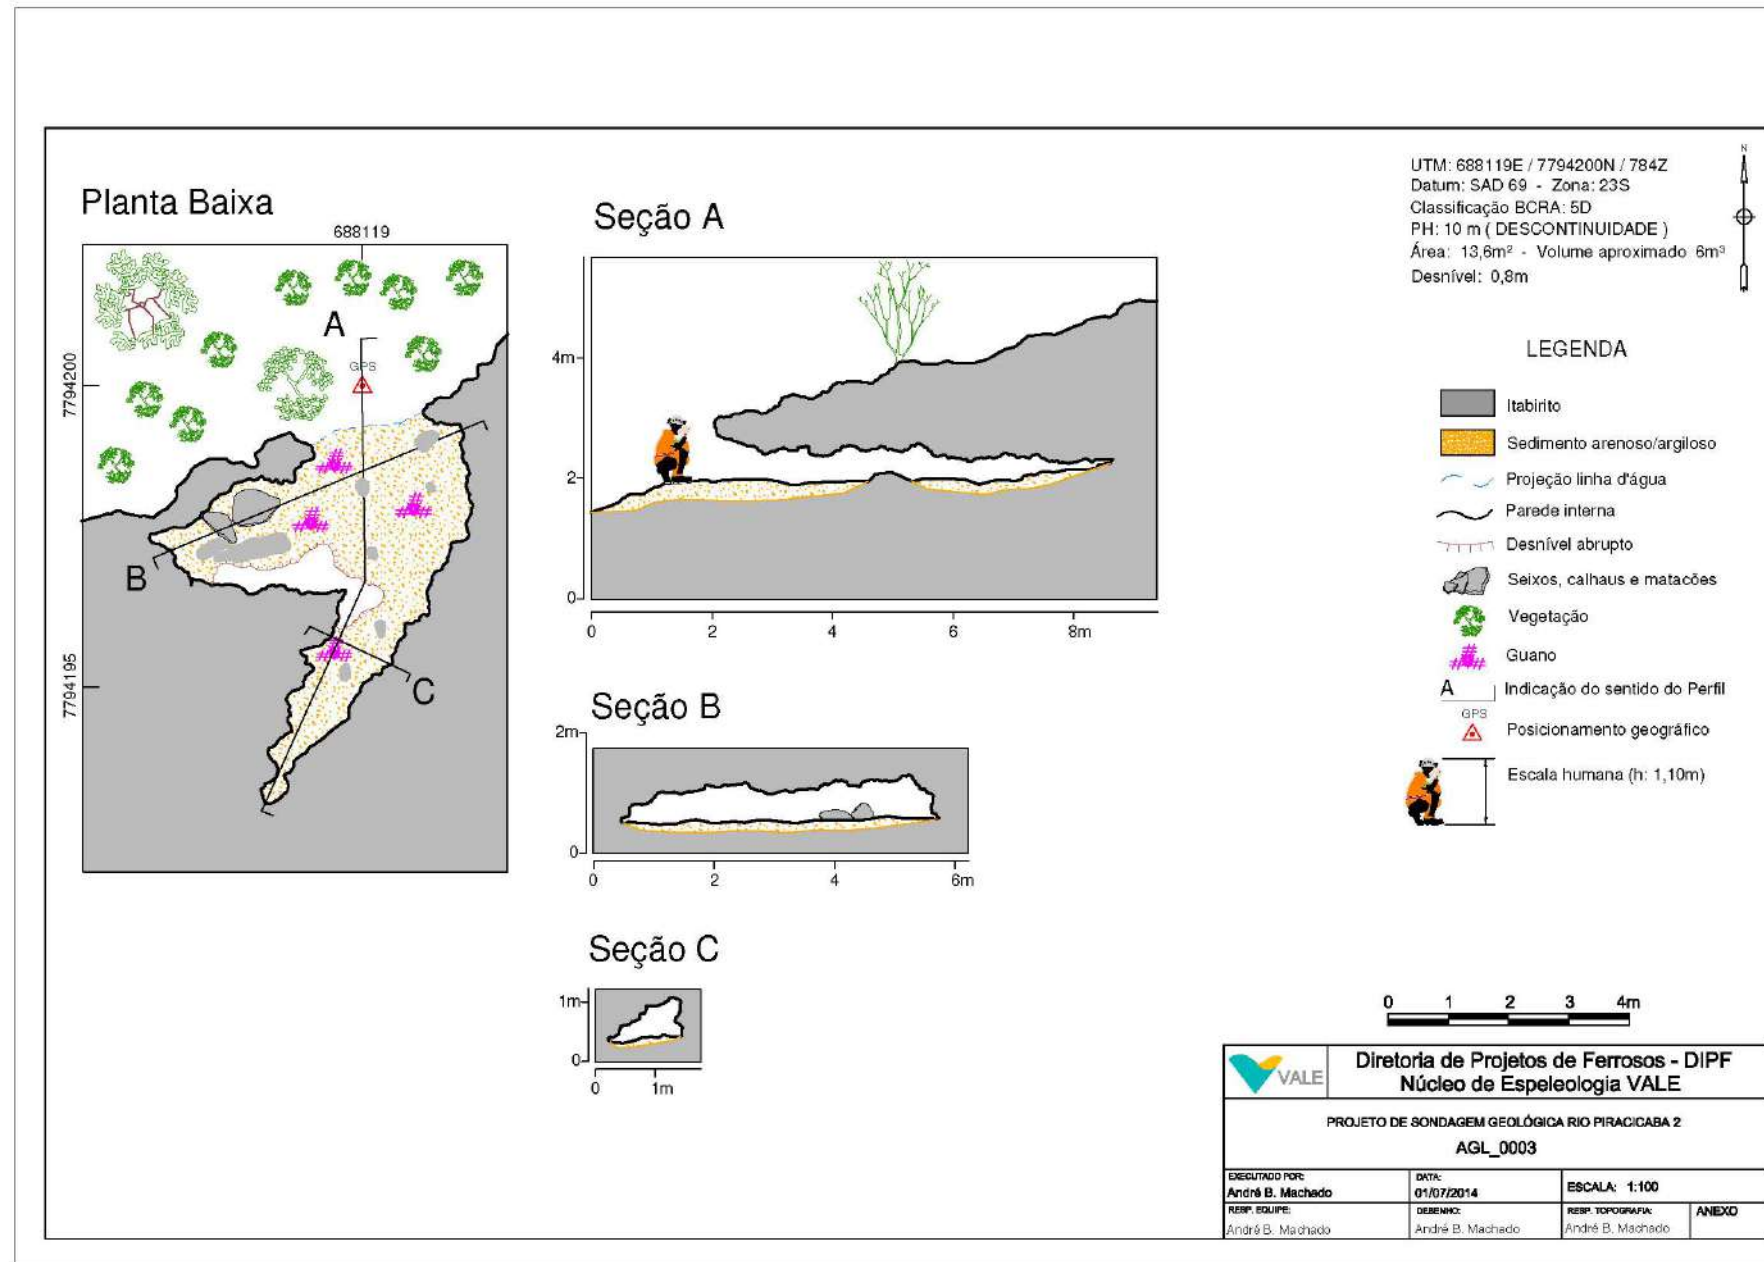 Planta Baixa
688119
7794200
7794195
A
GPS
B
C
Seção A
4m
2
0
0 2 4 6 8m
Seção B
2m
0
0 2 4 6m
Seção C
1m
0
0 1m
UTM: 688119E / 7794200N / 784Z
Datum: SAD 69 - Zona: 23S
Classificação BCRA: 5D
PH: 10 m ( DESCONTINUIDADE )
Área: 13,6m² - Volume aproximado 6m³
Desnível: 0,8m
N
LEGENDA
Itabirito
Sedimento arenoso/argiloso
Projeção linha d'água
Parede interna
Desnível abrupto
Seixos, calhaus e matacões
Vegetação
Guano
A Indicação do sentido do Perfil
GPS
Posicionamento geográfico
Escala humana (h: 1,10m)
0 1 2 3 4m
VALE
Diretoria de Projetos de Ferrosos - DIPF
Núcleo de Espeleologia VALE
PROJETO DE SONDAGEM GEOLÓGICA RIO PIRACICABA 2
AGL_0003
EXECUTADO POR:
André B. Machado
DATA:
01/07/2014
ESCALA: 1:100
RESP. EQUIPE:
André B. Machado
DESENHO:
André B. Machado
RESP. TOPOGRAFIA:
André B. Machado
ANEXO